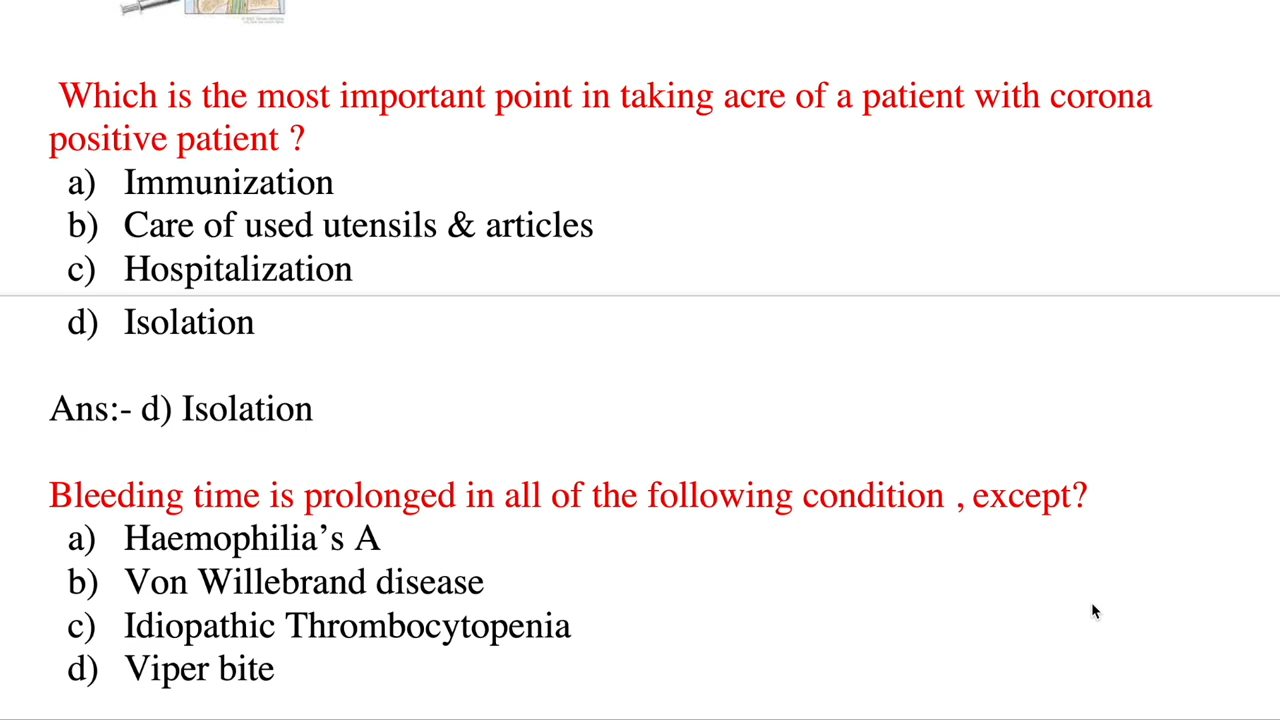 Which is the most important point in taking acre of a patient with corona
positive patient ?
a) Immunization
b) Care of used utensils & articles
c) Hospitalization
d) Isolation
Ans:- d) Isolation
Bleeding time is prolonged in all of the following condition , except?
a) Haemophilia’s A
b) Von Willebrand disease
c) Idiopathic Thrombocytopenia
d) Viper bite